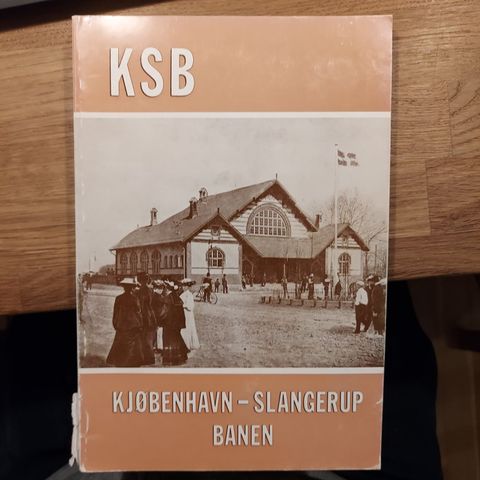 KSB
KJØBENHAVN – SLANGERUP
BANEN